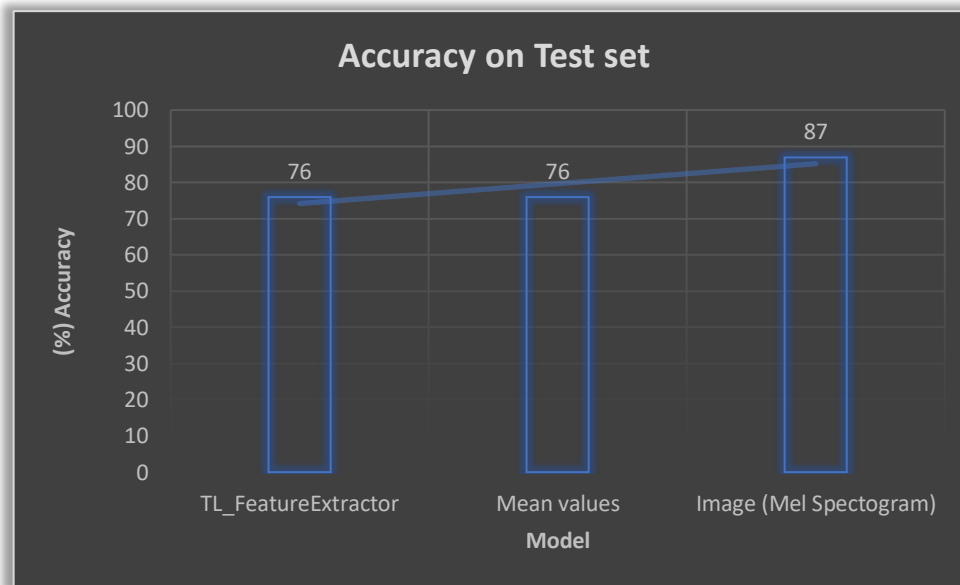 Accuracy on Test set
100
90
80
70
60
50
40
30
20
10
0
(%) Accuracy
76
76
87
TL_FeatureExtractor
Mean values
Image (Mel Spectogram)
Model